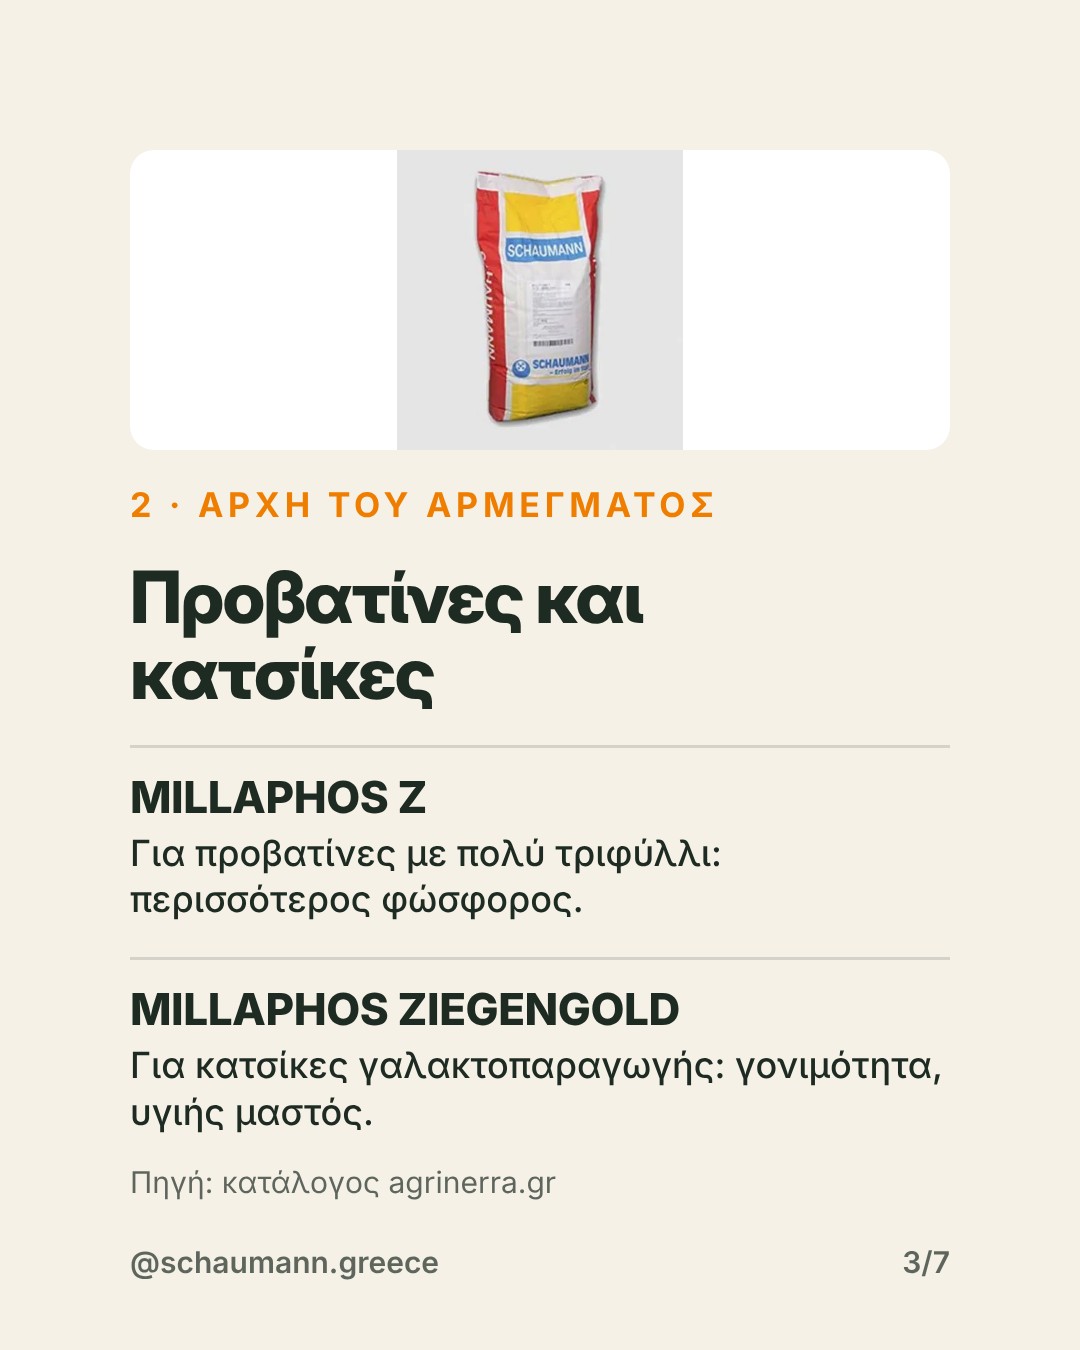 SCHAUMANN
SCHAUMANN
SCHAUMANN
2 · ΑΡΧΗ ΤΟΥ ΑΡΜΕΓΜΑΤΟΣ
Προβατίνες και
κατσίκες
MILLAPHOS Z
Για προβατίνες με πολύ τριφύλλι:
περισσότερος φώσφορος.
MILLAPHOS ZIEGENGOLD
Για κατσίκες γαλακτοπαραγωγής: γονιμότητα,
υγιής μαστός.
Πηγή: κατάλογος agrinerra.gr
@schaumann.greece
3/7